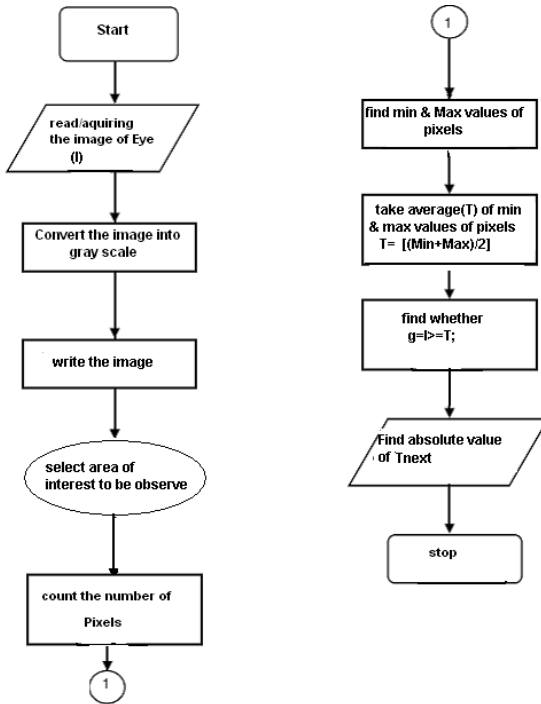 Start
read/aquiring
the image of Eye
(I)
Convert the image into
gray scale
write the image
select area of
interest to be observe
count the number of
Pixels
1
1
find min & Max values of
pixels
take average(T) of min
& max values of pixels
T= [(Min+Max)/2]
find whether
g=I>=T;
Find absolute value
of Tnext
stop